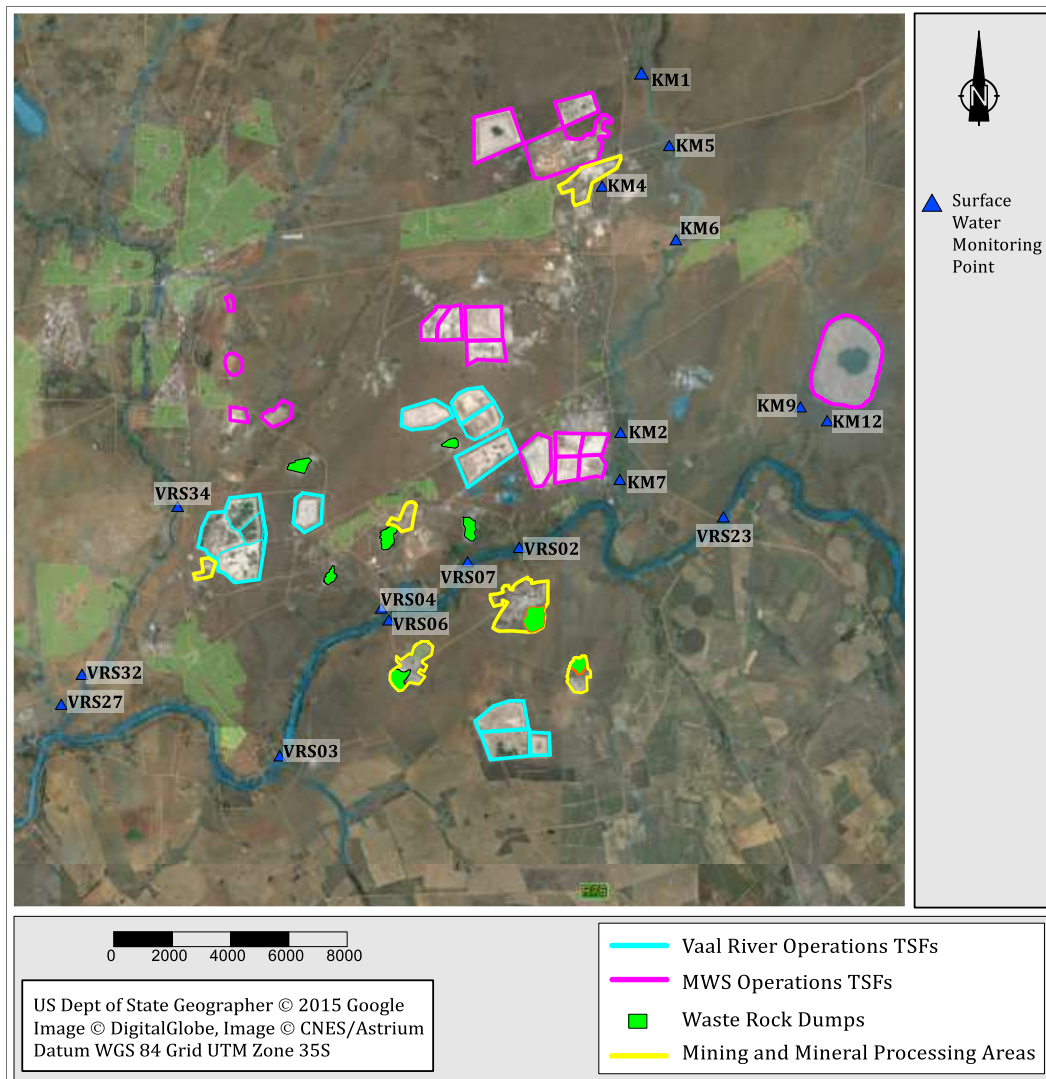 KM1
KM5
KM4
KM6
KM9
KM12
KM2
KM7
VRS34
VRS23
VRS02
VRS07
VRS04
VRS06
VRS32
VRS27
VRS03
N
Surface
Water
Monitoring
Point
0 2000 4000 6000 8000
US Dept of State Geographer © 2015 Google
Image © DigitalGlobe, Image © CNES/Astrium
Datum WGS 84 Grid UTM Zone 35S
Vaal River Operations TSFs
MWS Operations TSFs
Waste Rock Dumps
Mining and Mineral Processing Areas